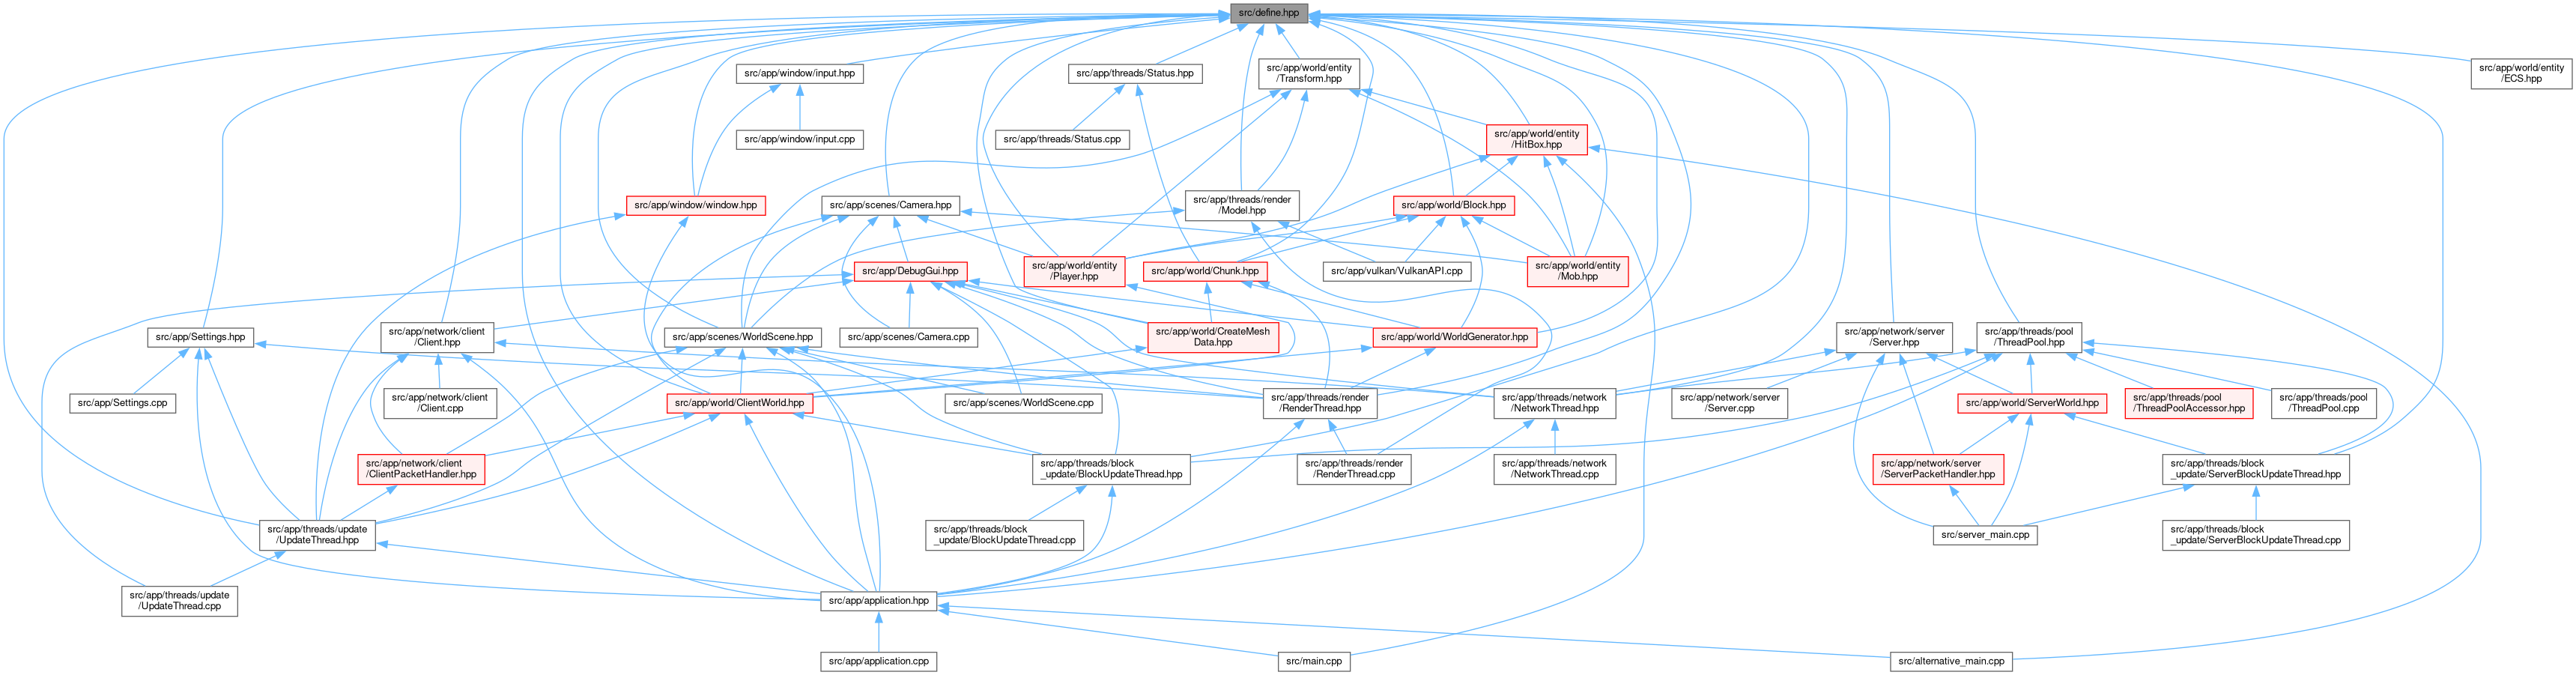 src/define.hpp
src/app/window/input.hpp
src/app/threads/Status.hpp
src/app/world/entity
/Transform.hpp
src/app/world/entity
/ECS.hpp
src/app/window/input.cpp
src/app/threads/Status.cpp
src/app/world/entity
/HitBox.hpp
src/app/window/window.hpp
src/app/scenes/Camera.hpp
src/app/threads/render
/Model.hpp
src/app/world/Block.hpp
src/app/DebugGui.hpp
src/app/world/entity
/Player.hpp
src/app/world/Chunk.hpp
src/app/vulkan/VulkanAPI.cpp
src/app/world/entity
/Mob.hpp
src/app/Settings.hpp
src/app/network/client
/Client.hpp
src/app/scenes/WorldScene.hpp
src/app/scenes/Camera.cpp
src/app/world/CreateMesh
Data.hpp
src/app/world/WorldGenerator.hpp
src/app/network/server
/Server.hpp
src/app/threads/pool
/ThreadPool.hpp
src/app/Settings.cpp
src/app/network/client
/Client.cpp
src/app/world/ClientWorld.hpp
src/app/scenes/WorldScene.cpp
src/app/threads/render
/RenderThread.hpp
src/app/threads/network
/NetworkThread.hpp
src/app/network/server
/Server.cpp
src/app/world/ServerWorld.hpp
src/app/threads/pool
/ThreadPoolAccessor.hpp
src/app/threads/pool
/ThreadPool.cpp
src/app/network/client
/ClientPacketHandler.hpp
src/app/threads/block
_update/BlockUpdateThread.hpp
src/app/threads/render
/RenderThread.cpp
src/app/threads/network
/NetworkThread.cpp
src/app/network/server
/ServerPacketHandler.hpp
src/app/threads/block
_update/ServerBlockUpdateThread.hpp
src/app/threads/update
/UpdateThread.hpp
src/app/threads/block
_update/BlockUpdateThread.cpp
src/server_main.cpp
src/app/threads/block
_update/ServerBlockUpdateThread.cpp
src/app/threads/update
/UpdateThread.cpp
src/app/application.hpp
src/app/application.cpp
src/main.cpp
src/alternative_main.cpp